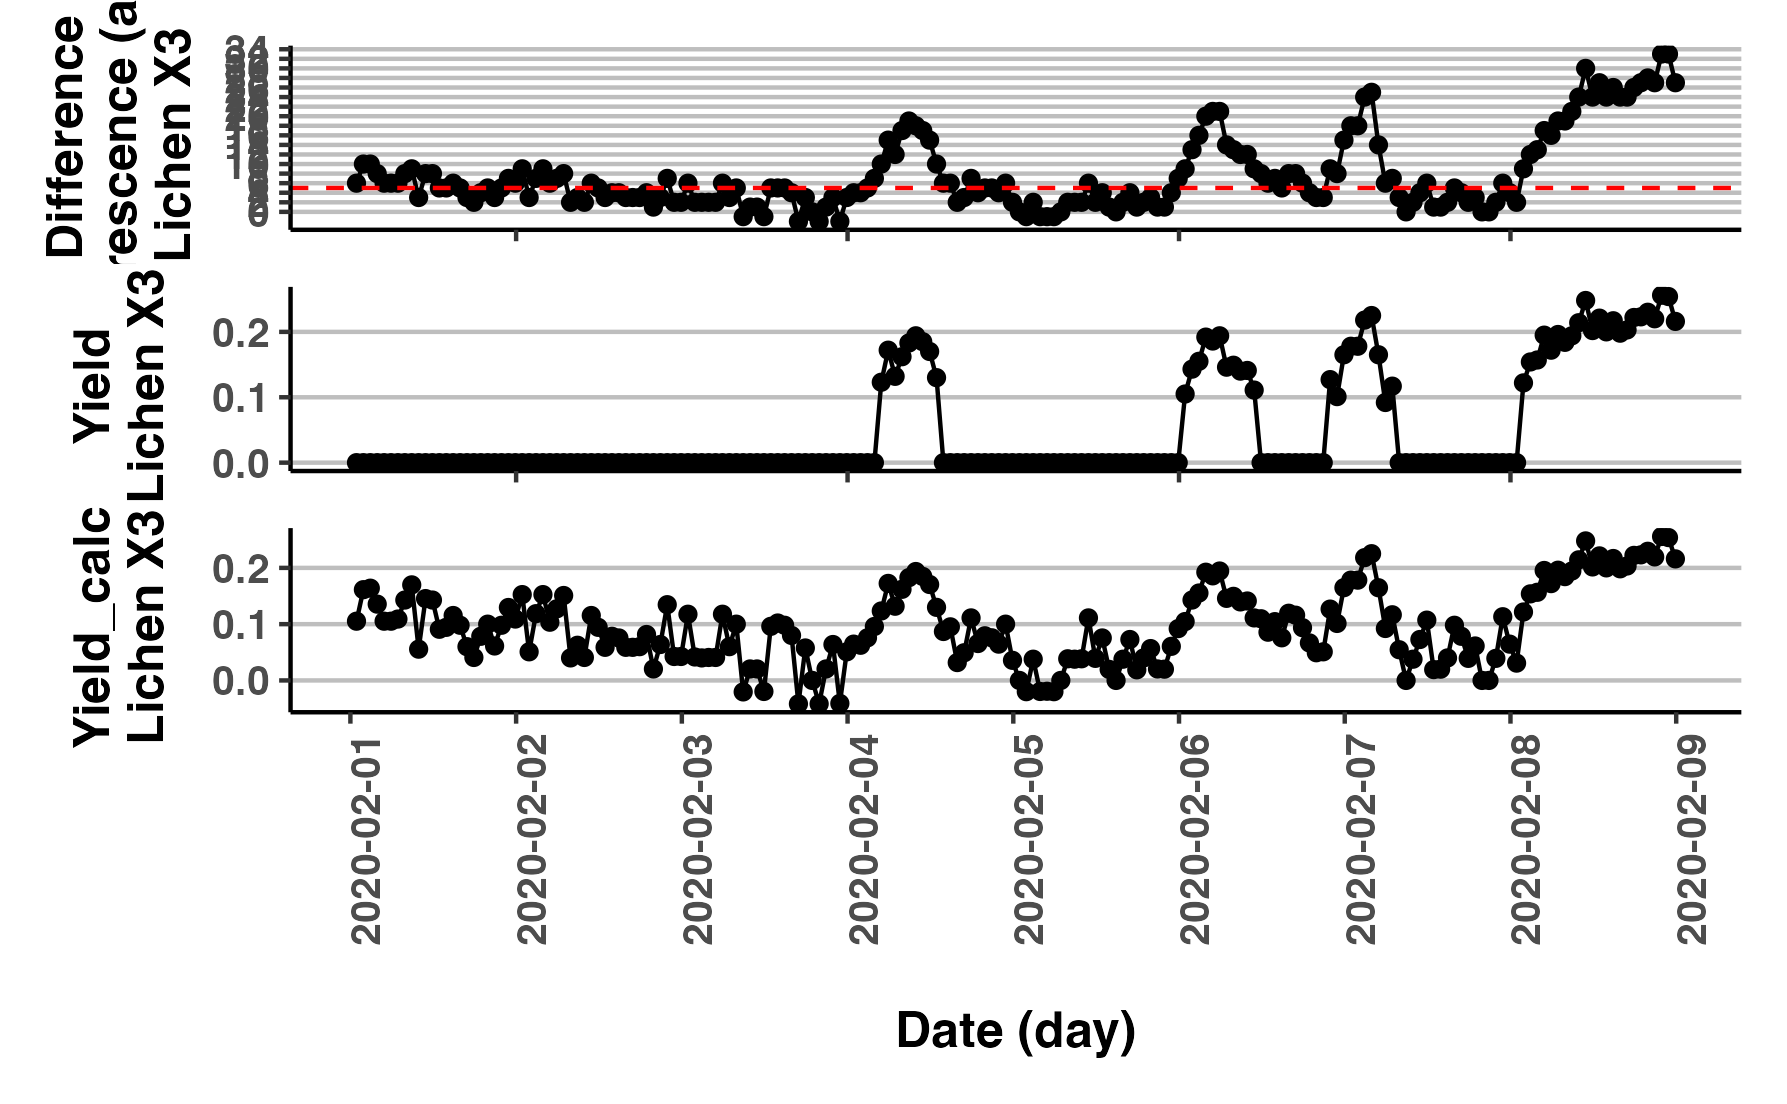 Difference
rescence (a
Lichen X3
34
0
Yield
Lichen X3
0.2
0.1
0.0
Yield_calc
Lichen X3
0.2
0.1
0.0
2020-02-01
2020-02-02
2020-02-03
2020-02-04
2020-02-05
2020-02-06
2020-02-07
2020-02-08
2020-02-09
Date (day)